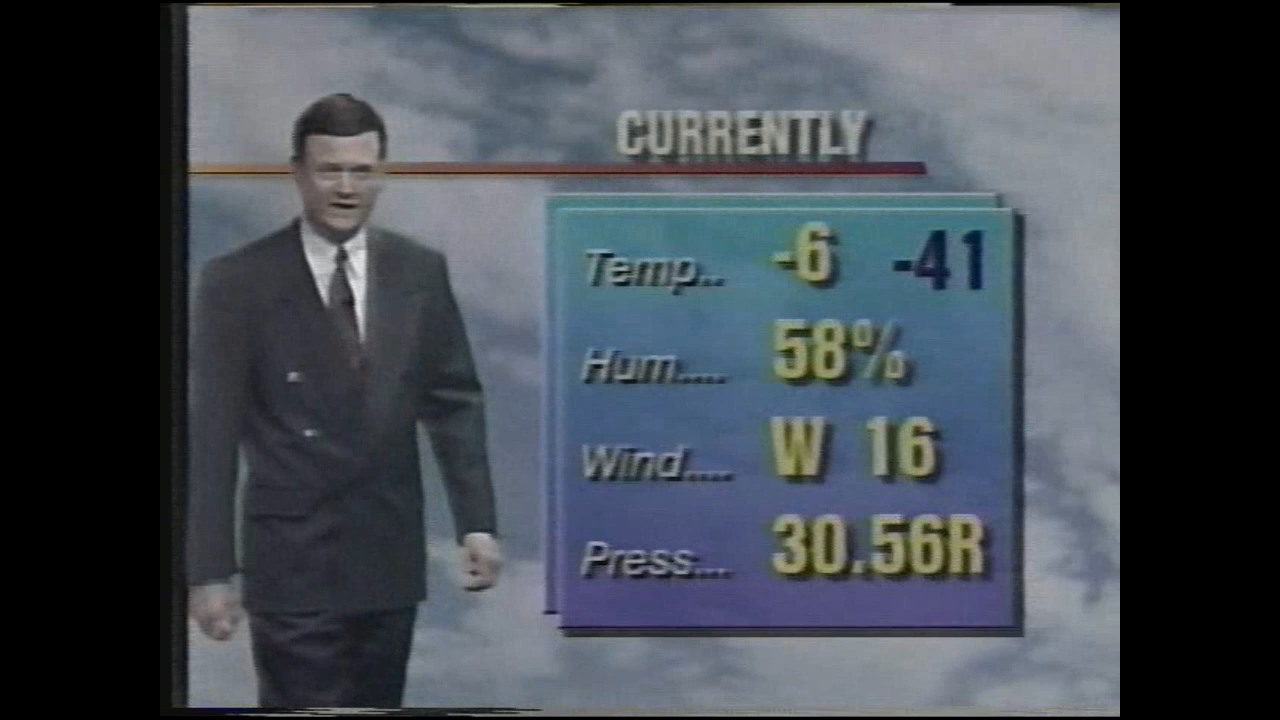 CURRENTLY
Temp.. -6 -41
Hum.... 58%
Wind.... W 16
Press... 30.56R